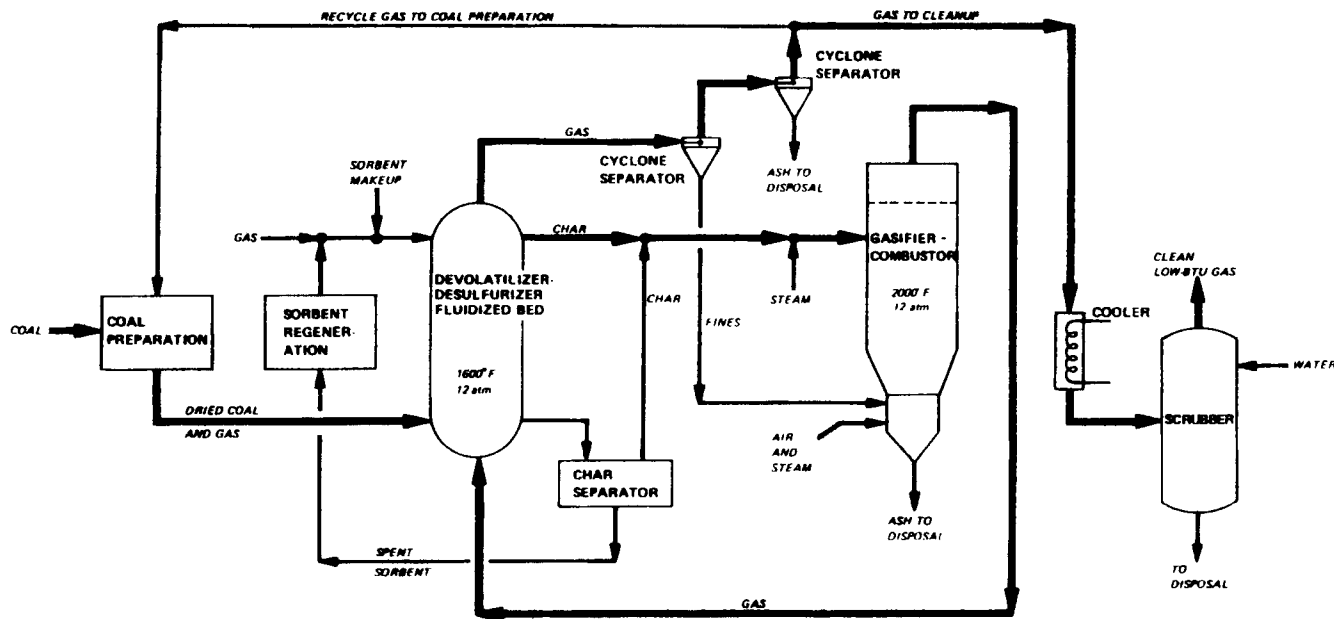 RECYCLE GAS TO COAL PREPARATION
GAS TO CLEANUP
CYCLONE
SEPARATOR
GAS
CYCLONE
SEPARATOR
ASH TO
DISPOSAL
SORBENT
MAKEUP
GAS
CHAR
GASIFIER -
COMBUSTOR
2000° F
12 atm
CLEAN
LOW-BTU GAS
DEVOLATILIZER-
DESULFURIZER
FLUIDIZED BED
1600° F
12 atm
CHAR
STEAM
FINES
COAL
COAL
PREPARATION
SORBENT
REGENER-
ATION
COOLER
WATER
SCRUBBER
DRIED COAL
AND GAS
AIR
AND
STEAM
CHAR
SEPARATOR
ASH TO
DISPOSAL
SPENT
SORBENT
TO
DISPOSAL
GAS